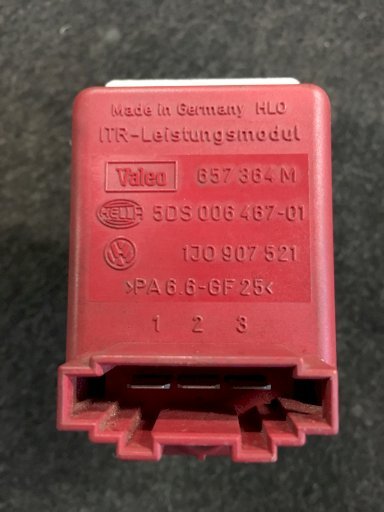 Made in Germany HLO
ITR-Leistungsmodul
Valeo 657 364 M
HELLA 5DS 006 467-01
VW 1J0 907 521
>PA 6.6-GF 25<
1 2 3